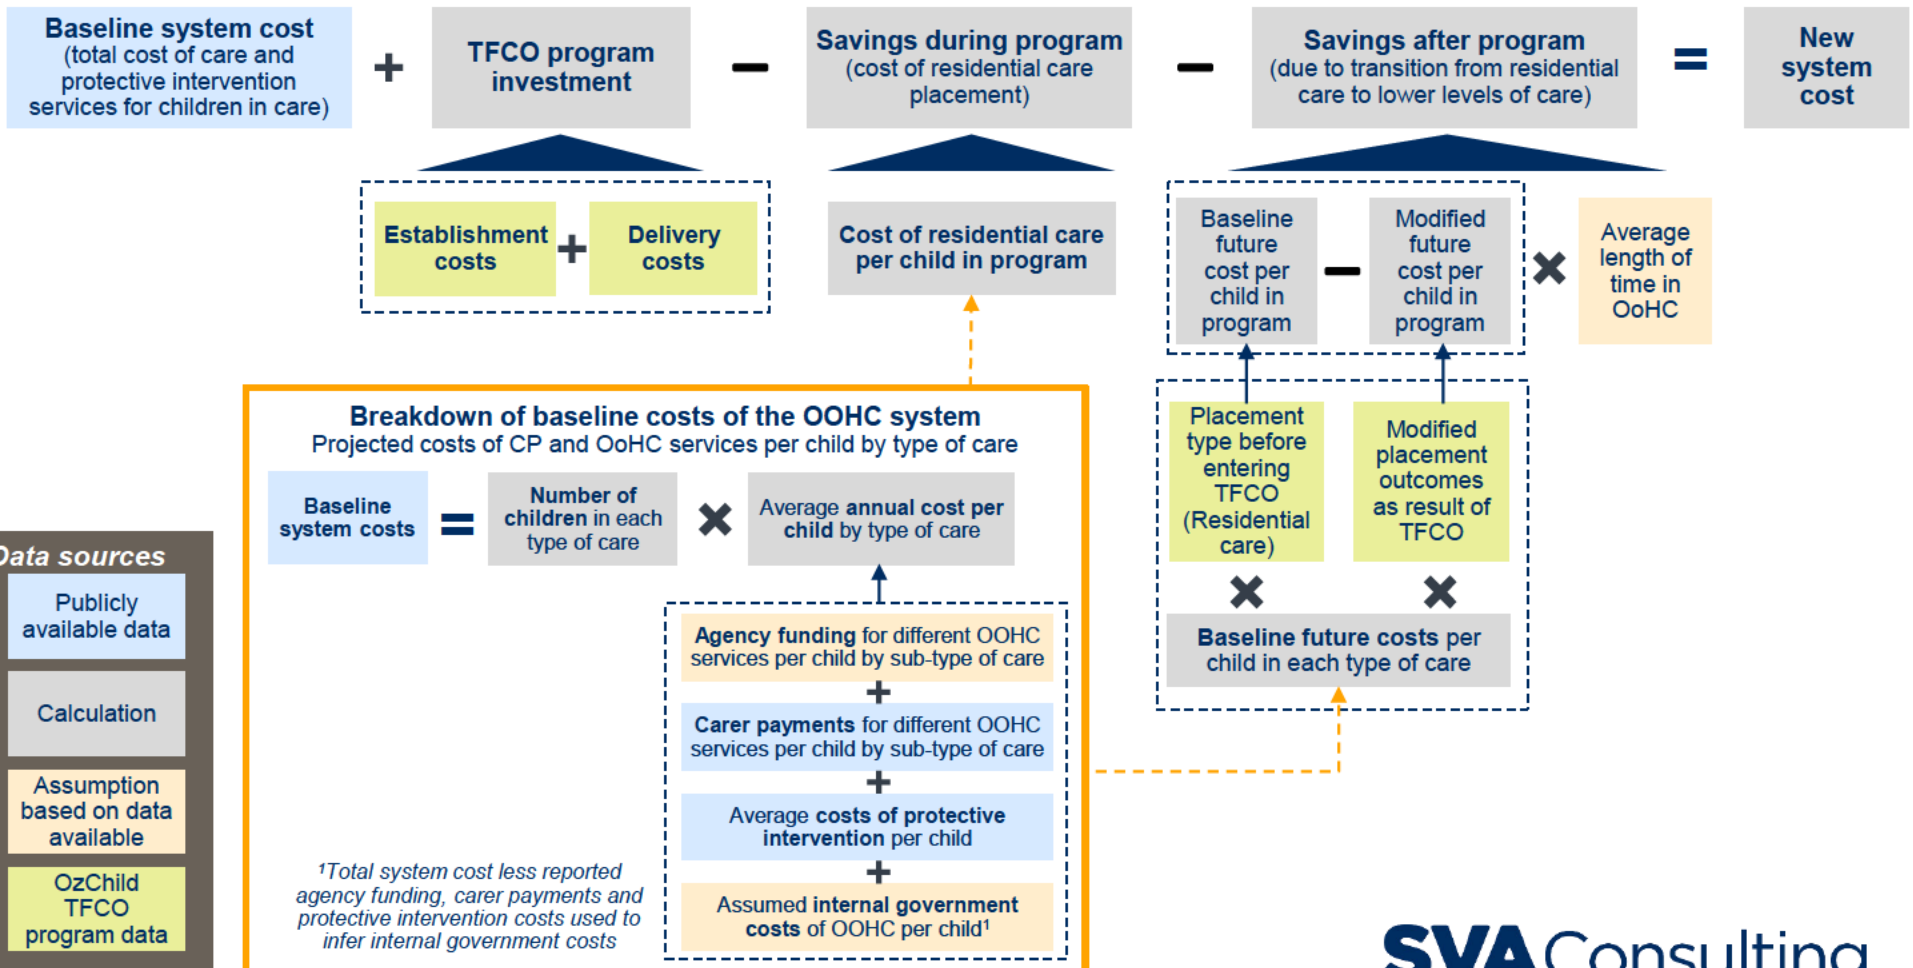 Baseline system cost
(total cost of care and
protective intervention
services for children in care)
+
TFCO program
investment
−
Savings during program
(cost of residential care
placement)
−
Savings after program
(due to transition from residential
care to lower levels of care)
=
New
system
cost
Establishment
costs
+
Delivery
costs
Cost of residential care
per child in program
Baseline
future
cost per
child in
program
−
Modified
future
cost per
child in
program
×
Average
length of
time in
OoHC
Breakdown of baseline costs of the OOHC system
Projected costs of CP and OoHC services per child by type of care
Baseline
system costs
=
Number of
children in each
type of care
×
Average annual cost per
child by type of care
Agency funding for different OOHC
services per child by sub-type of care
+
Carer payments for different OOHC
services per child by sub-type of care
+
Average costs of protective
intervention per child
+
Assumed internal government
costs of OOHC per child¹
¹Total system cost less reported
agency funding, carer payments and
protective intervention costs used to
infer internal government costs
Placement
type before
entering
TFCO
(Residential
care)
×
Modified
placement
outcomes
as result of
TFCO
×
Baseline future costs per
child in each type of care
Data sources
Publicly
available data
Calculation
Assumption
based on data
available
OzChild
TFCO
program data
SVA Consulting